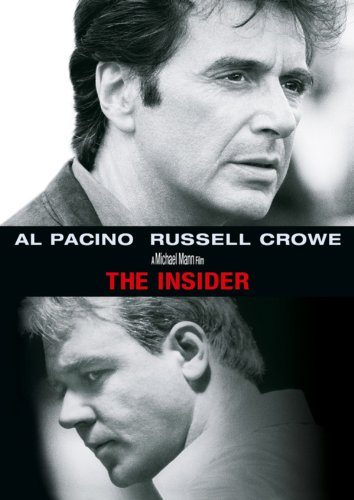 AL PACINO RUSSELL CROWE
A Michael Mann Film
THE INSIDER